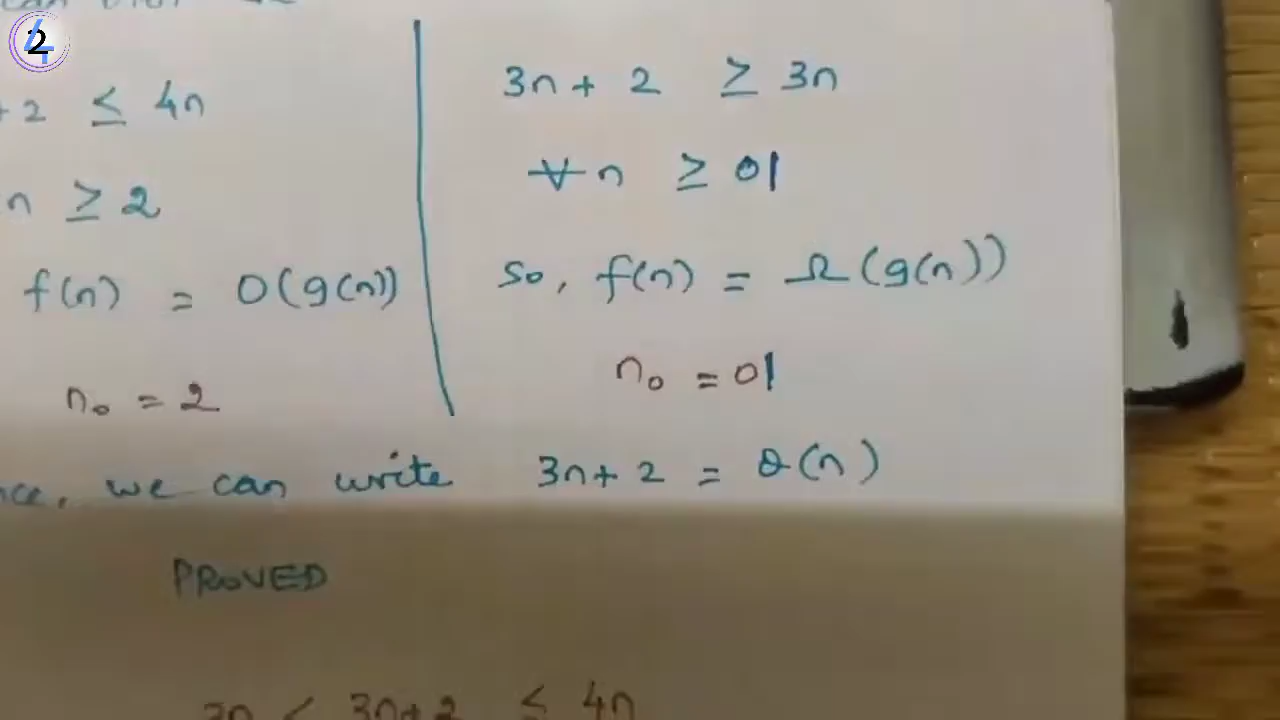 +2 ≤ 4n
n ≥ 2
f(n) = O(g(n))
n₀ = 2
3n + 2 ≥ 3n
∀ n ≥ 01
so, f(n) = Ω(g(n))
n₀ = 01
we can write 3n+2 = θ(n)
PROVED
3n ≤ 3n+2 ≤ 4n